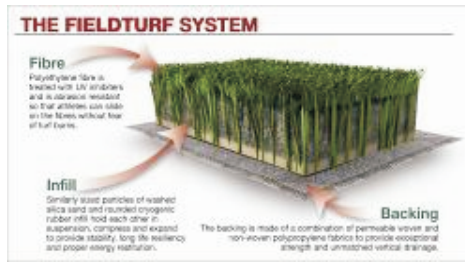 THE FIELDTURF SYSTEM
Fibre
Polyethylene fibre is
treated with UV inhibitors
and is abrasion resistant
so that athletes can slide
on the fibres without fear
of turf burns.
Infill
Similarly sized particles of washed
silica sand and rounded cryogenic
rubber infill hold each other in
suspension, compress and expand
to provide stability, long life resiliency
and proper energy restitution.
Backing
The backing is made of a combination of permeable woven and
non-woven polypropylene fabrics to provide exceptional
strength and unmatched vertical drainage.